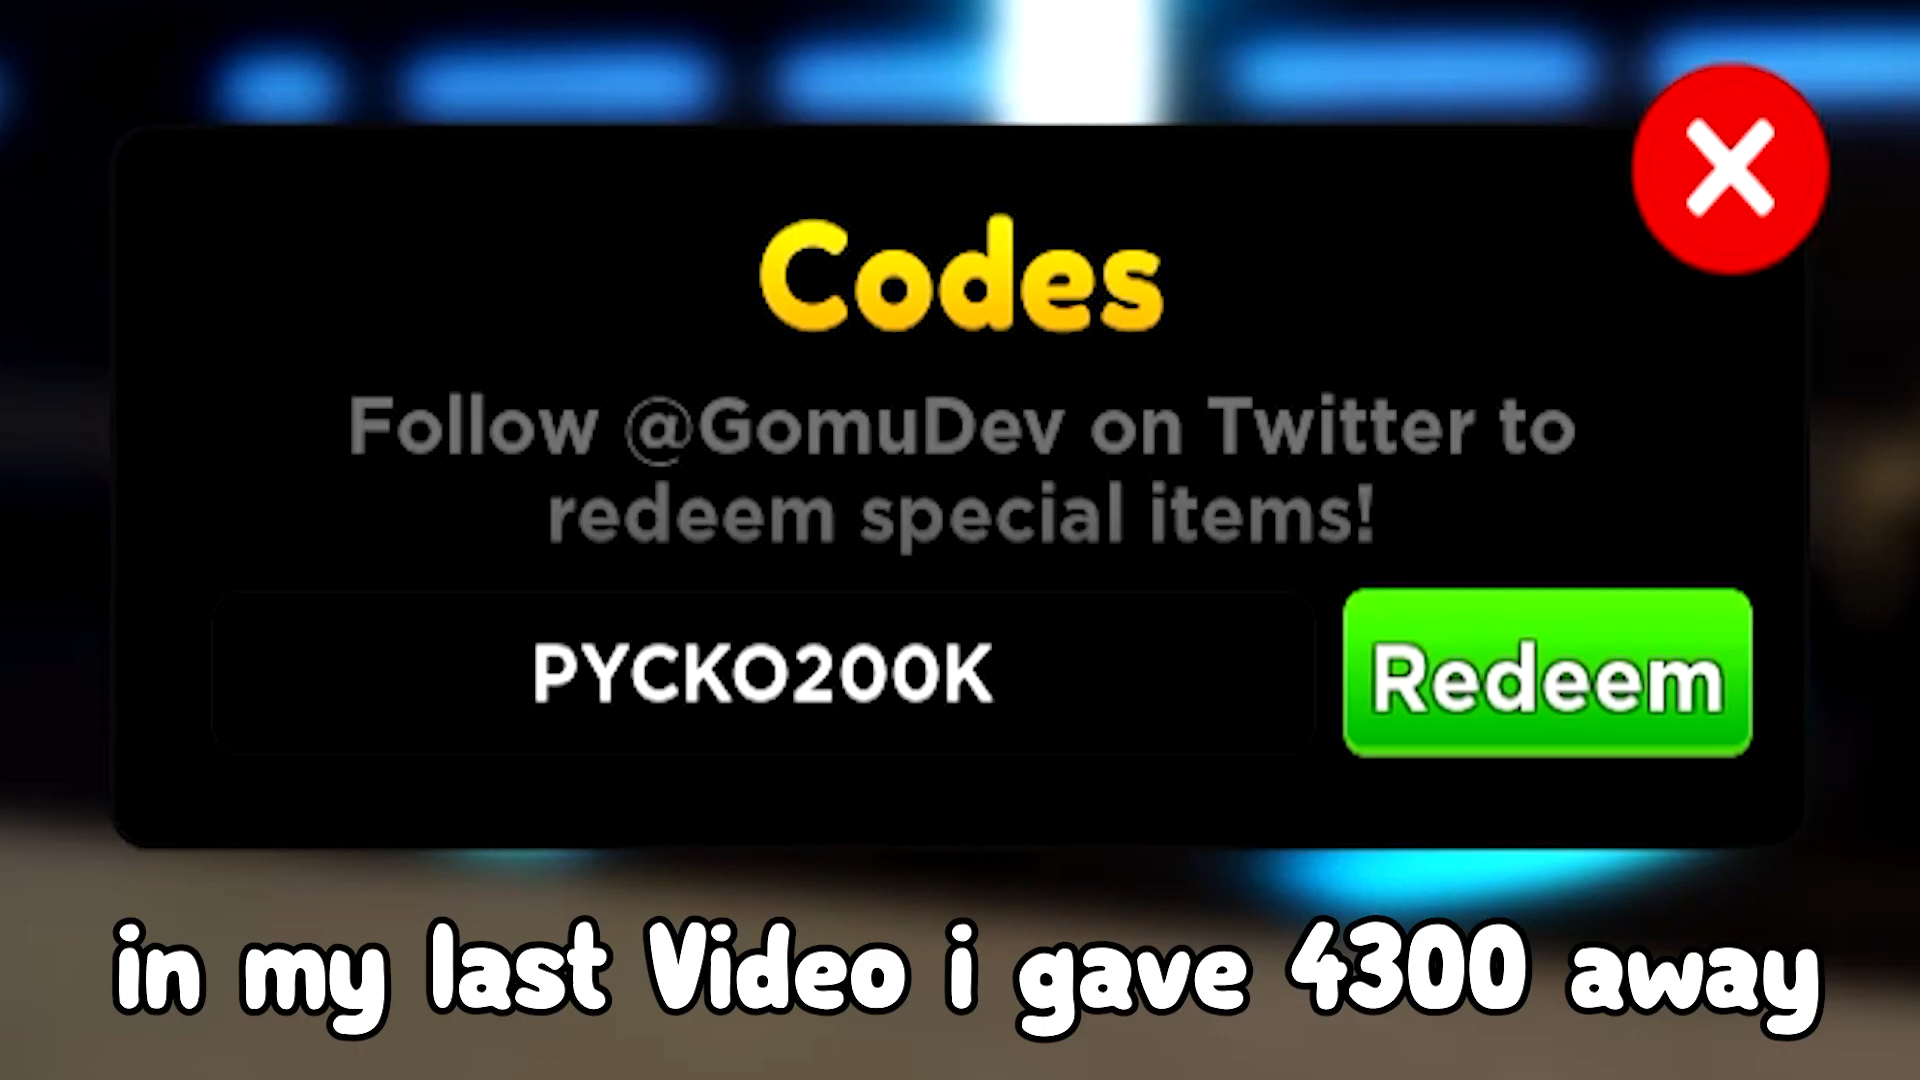 Codes
Follow @GomuDev on Twitter to
redeem special items!
PYCKO200K
Redeem
in my last Video i gave 4300 away